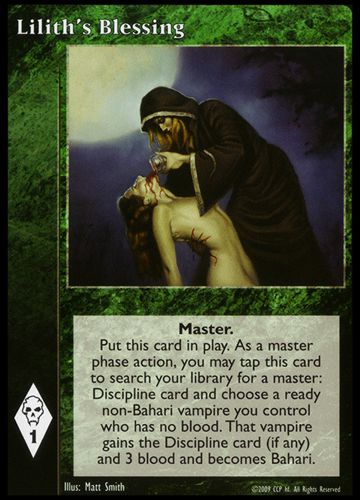 Lilith's Blessing
Master.
Put this card in play. As a master
phase action, you may tap this card
to search your library for a master:
Discipline card and choose a ready
non-Bahari vampire you control
who has no blood. That vampire
gains the Discipline card (if any)
and 3 blood and becomes Bahari.
1
Illus: Matt Smith
©2009 CCP hf. All Rights Reserved